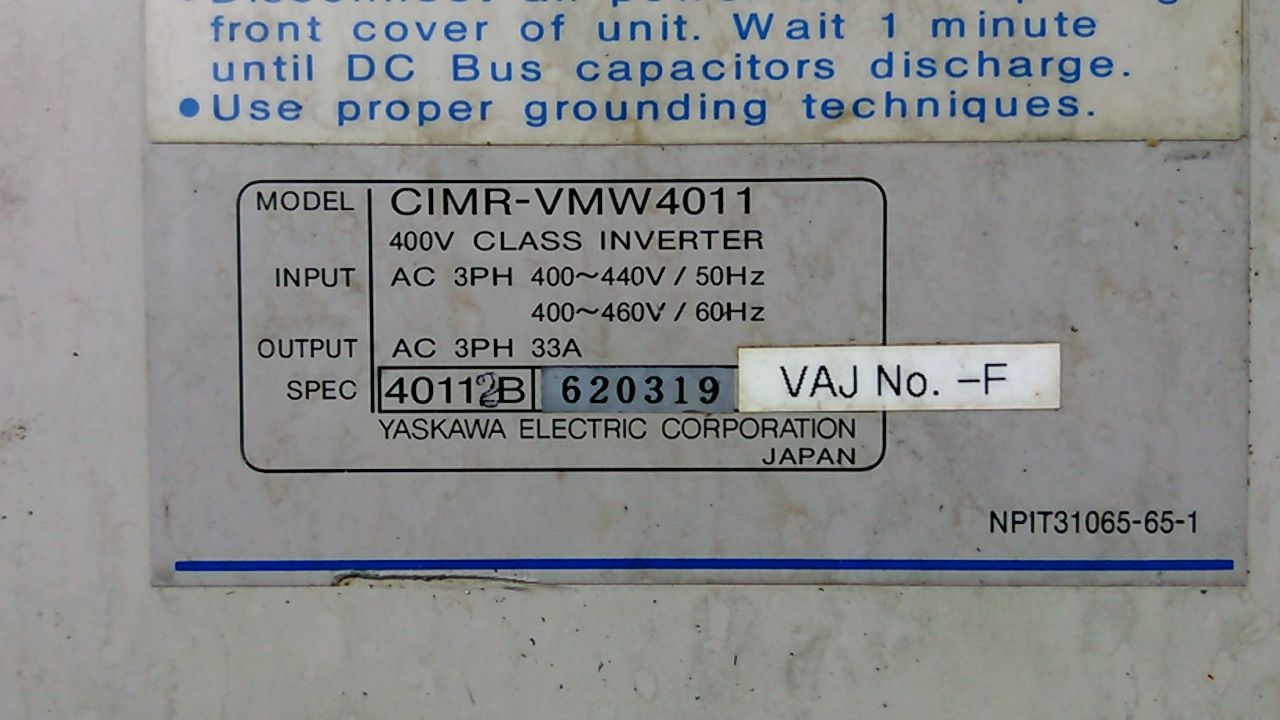 front cover of unit. Wait 1 minute
until DC Bus capacitors discharge.
●Use proper grounding techniques.
MODEL CIMR-VMW4011
400V CLASS INVERTER
INPUT AC 3PH 400~440V / 50Hz
400~460V / 60Hz
OUTPUT AC 3PH 33A
SPEC 40112B 620319 VAJ No. -F
YASKAWA ELECTRIC CORPORATION
JAPAN
NPIT31065-65-1